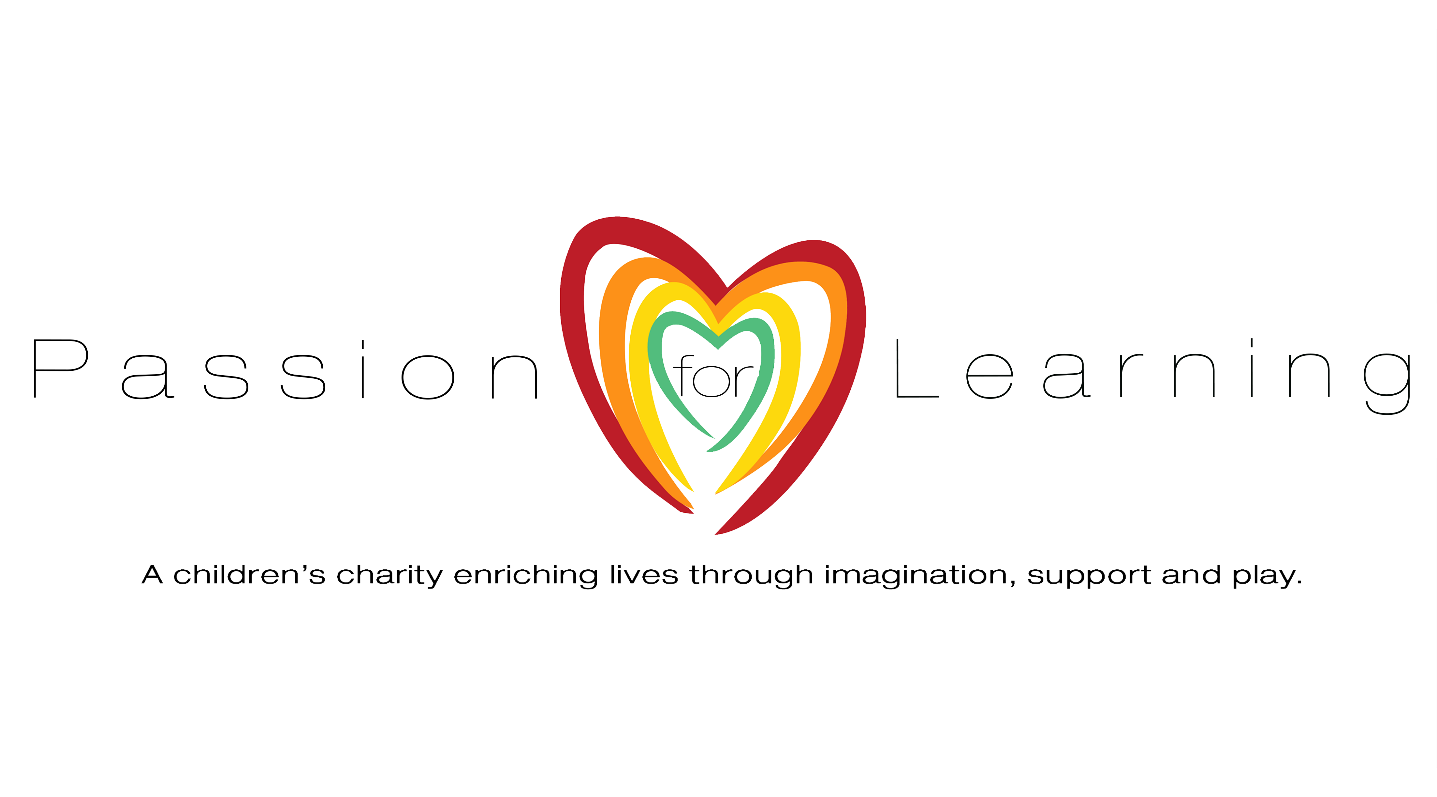 Passion for Learning
A children’s charity enriching lives through imagination, support and play.